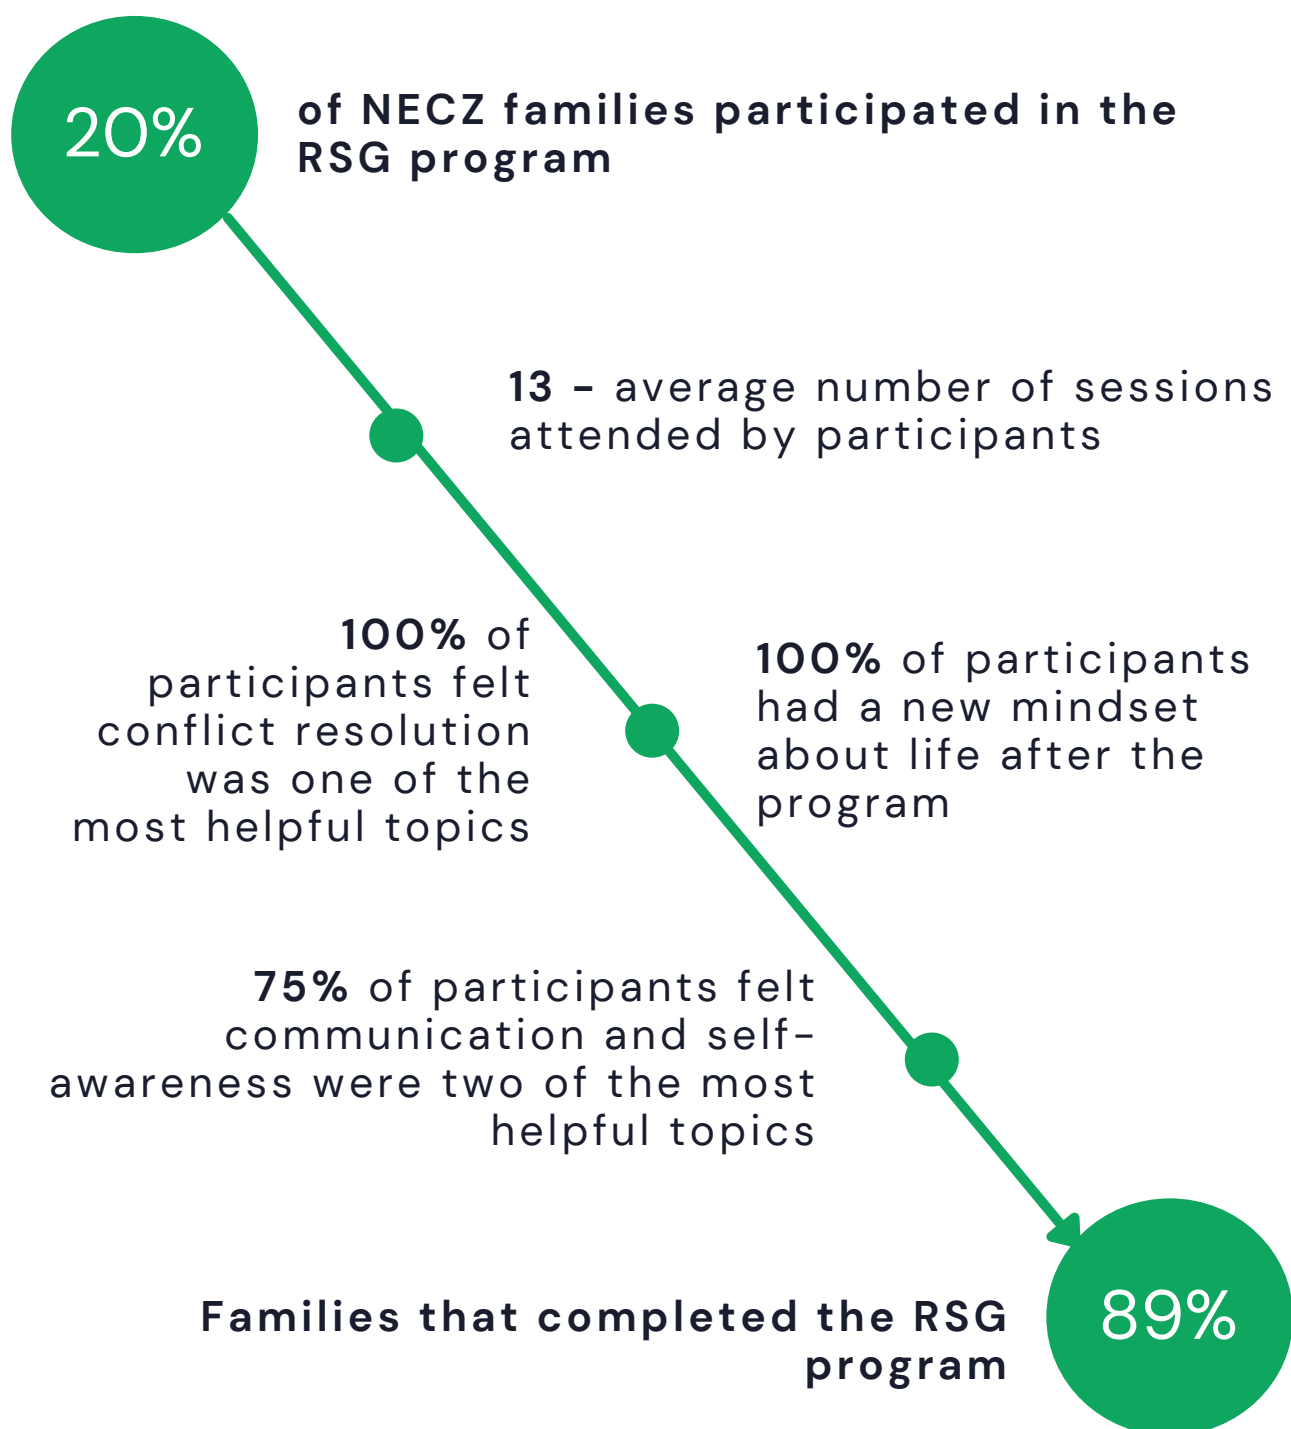 20%
of NECZ families participated in the
RSG program
13 - average number of sessions
attended by participants
100% of
participants felt
conflict resolution
was one of the
most helpful topics
100% of participants
had a new mindset
about life after the
program
75% of participants felt
communication and self-
awareness were two of the most
helpful topics
Families that completed the RSG
program
89%